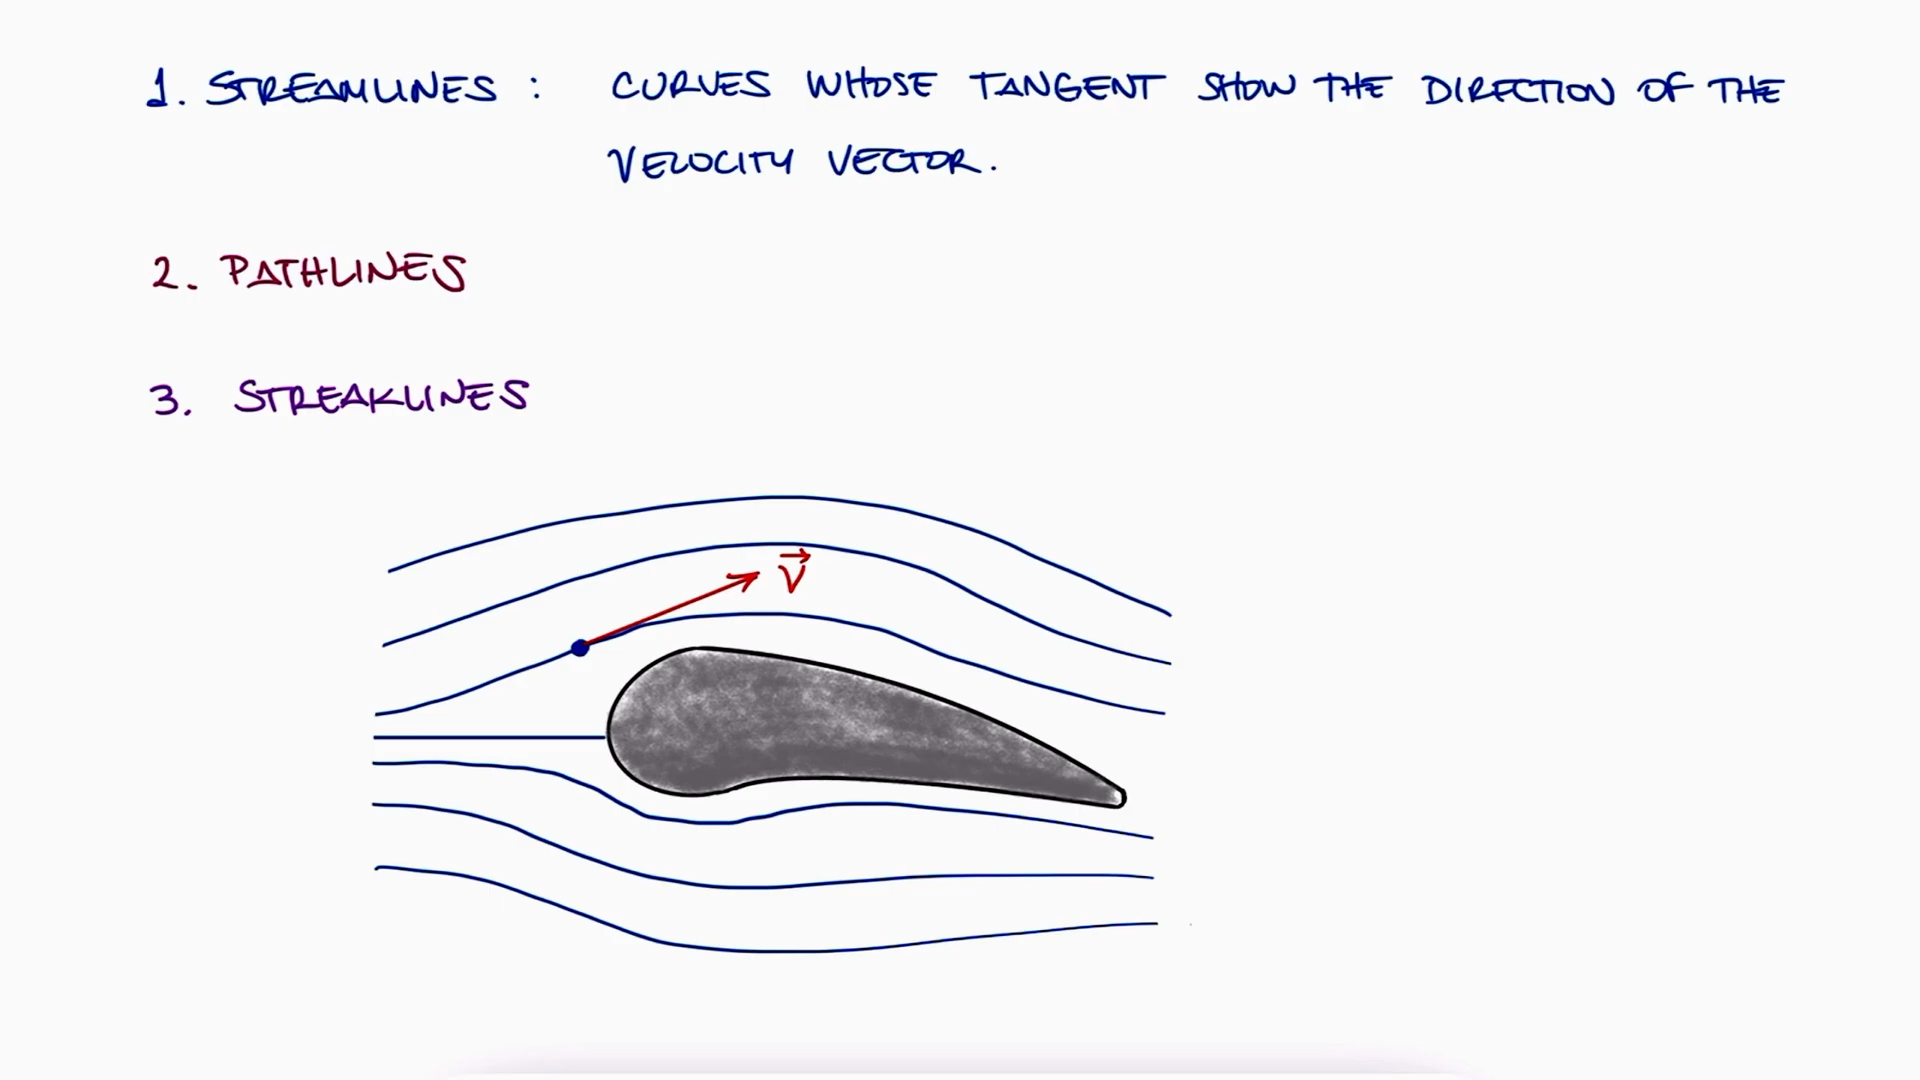 1. STREAMLINES : CURVES WHOSE TANGENT SHOW THE DIRECTION OF THE
VELOCITY VECTOR.
2. PATHLINES
3. STREAKLINES
V⃗